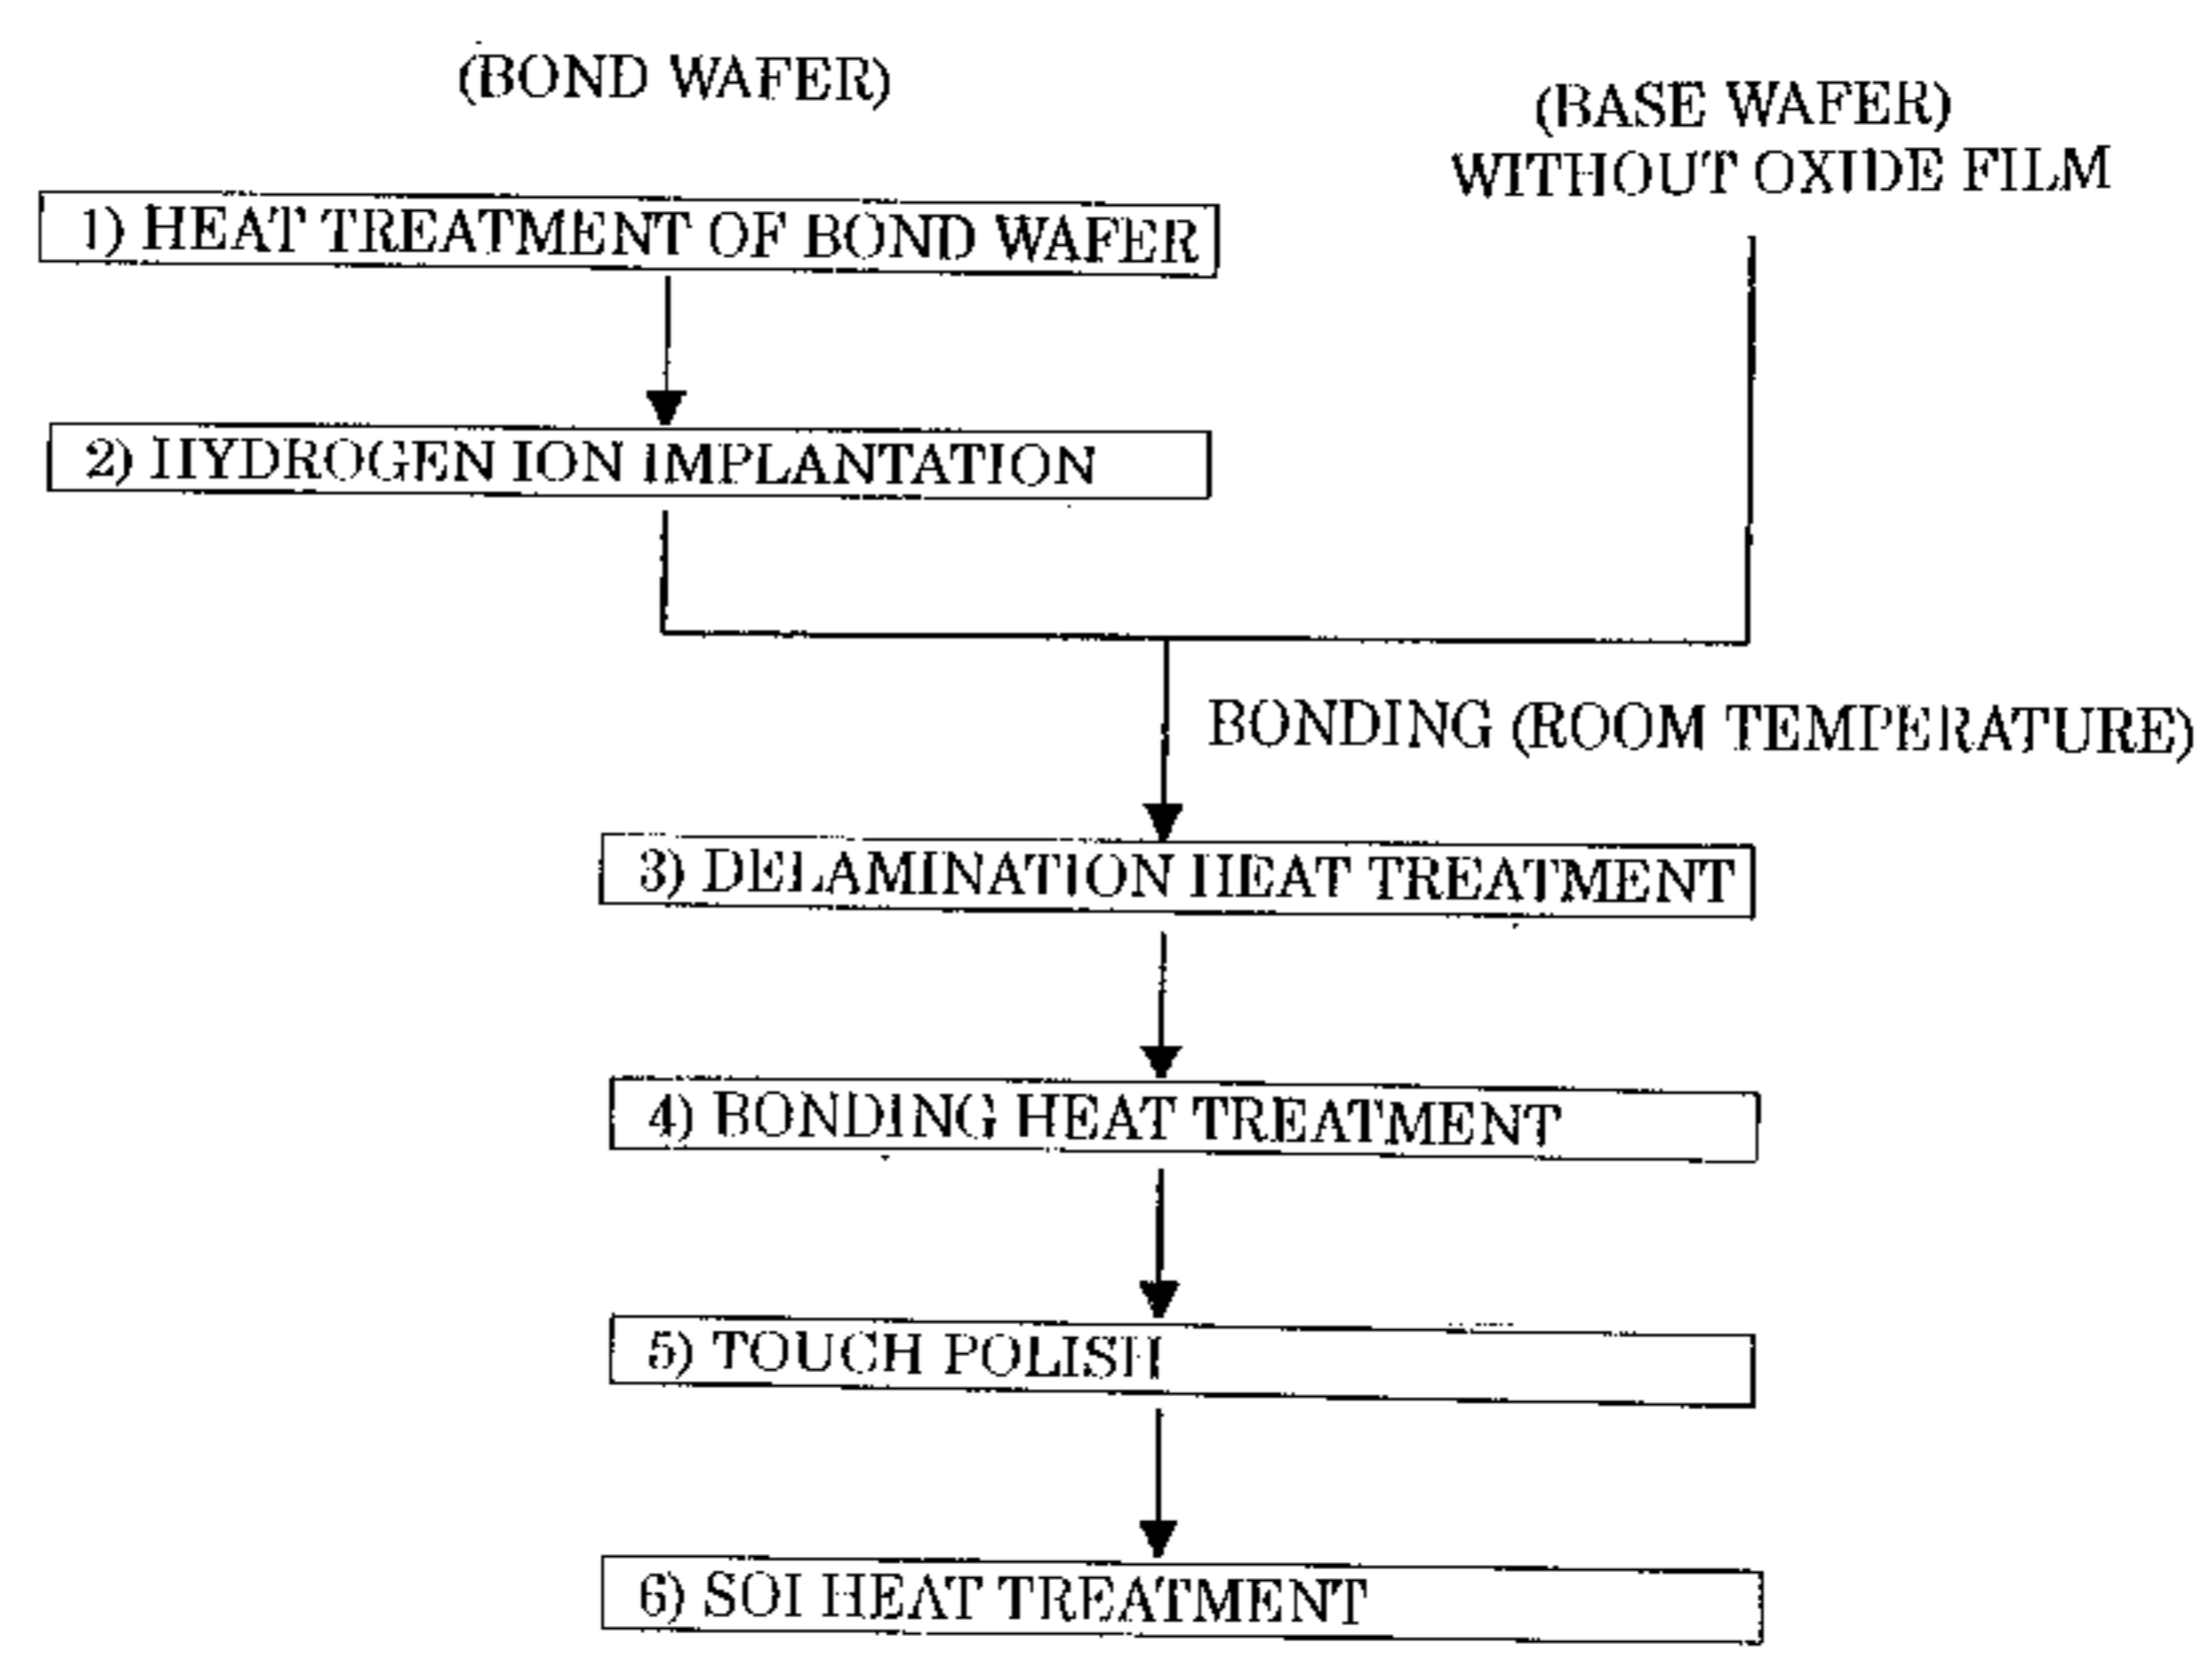 (BOND WAFER)
(BASE WAFER)
WITHOUT OXIDE FILM
1) HEAT TREATMENT OF BOND WAFER
2) HYDROGEN ION IMPLANTATION
BONDING (ROOM TEMPERATURE)
3) DELAMINATION HEAT TREATMENT
4) BONDING HEAT TREATMENT
5) TOUCH POLISH
6) SOI HEAT TREATMENT